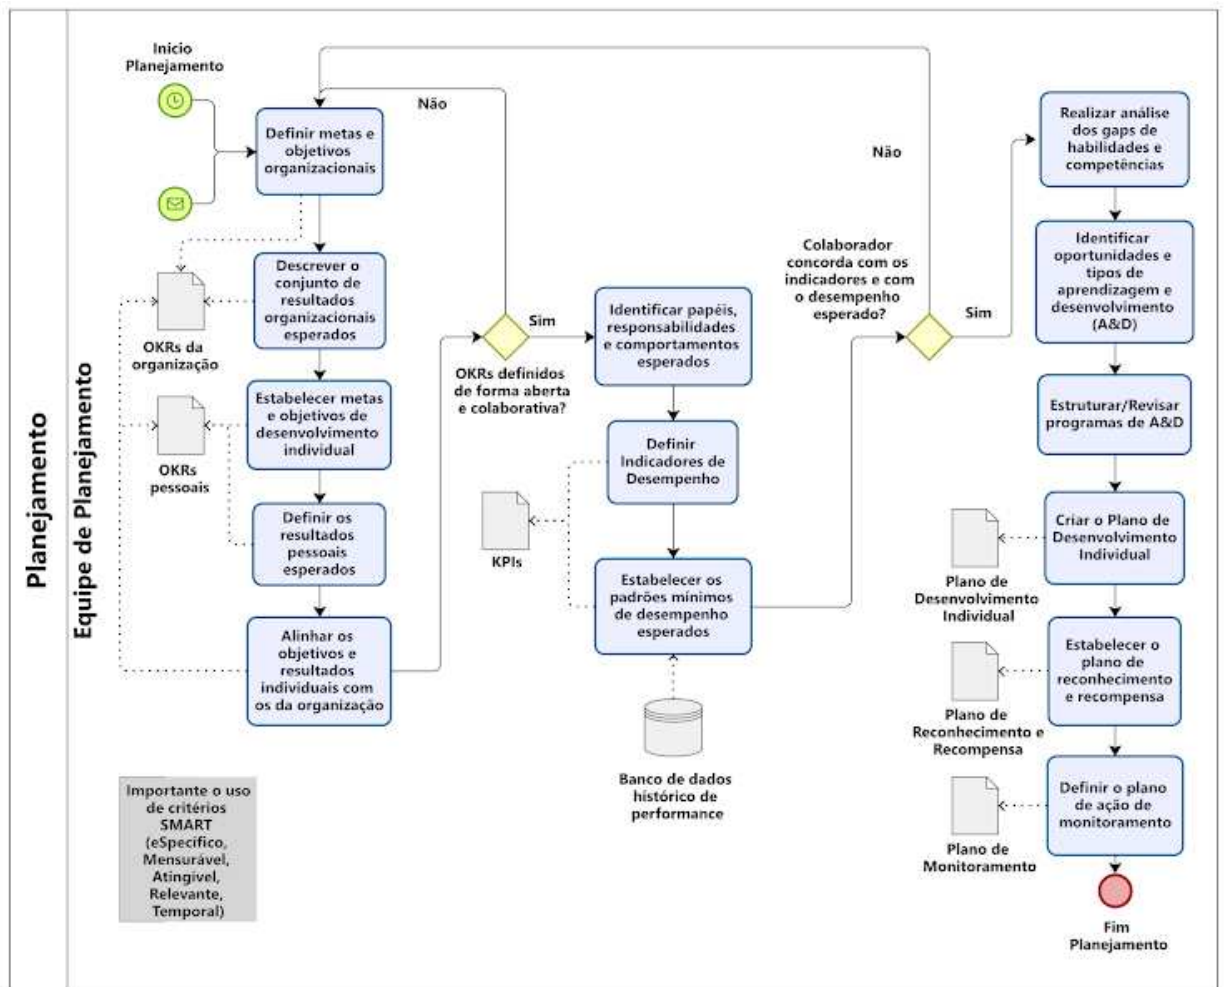 Planejamento
Equipe de Planejamento
Inicio
Planejamento
Definir metas e
objetivos
organizacionais
Não
Descrever o
conjunto de
resultados
organizacionais
esperados
OKRs da
organização
Estabelecer metas
e objetivos de
desenvolvimento
individual
OKRs
pessoais
Definir os
resultados
pessoais
esperados
Alinhar os
objetivos e
resultados
individuais com
os da organização
Importante o uso
de critérios
SMART
(eSpecífico,
Mensurável,
Atingível,
Relevante,
Temporal)
OKRs definidos
de forma aberta
e colaborativa?
Sim
Identificar papéis,
responsabilidades
e comportamentos
esperados
Definir
Indicadores de
Desempenho
KPIs
Estabelecer os
padrões mínimos
de desempenho
esperados
Banco de dados
histórico de
performance
Colaborador
concorda com os
indicadores e com
o desempenho
esperado?
Não
Sim
Realizar análise
dos gaps de
habilidades e
competências
Identificar
oportunidades e
tipos de
aprendizagem e
desenvolvimento
(A&D)
Estruturar/Revisar
programas de A&D
Criar o Plano de
Desenvolvimento
Individual
Plano de
Desenvolvimento
Individual
Estabelecer o
plano de
reconhecimento
e recompensa
Plano de
Reconhecimento e
Recompensa
Definir o plano
de ação de
monitoramento
Plano de
Monitoramento
Fim
Planejamento